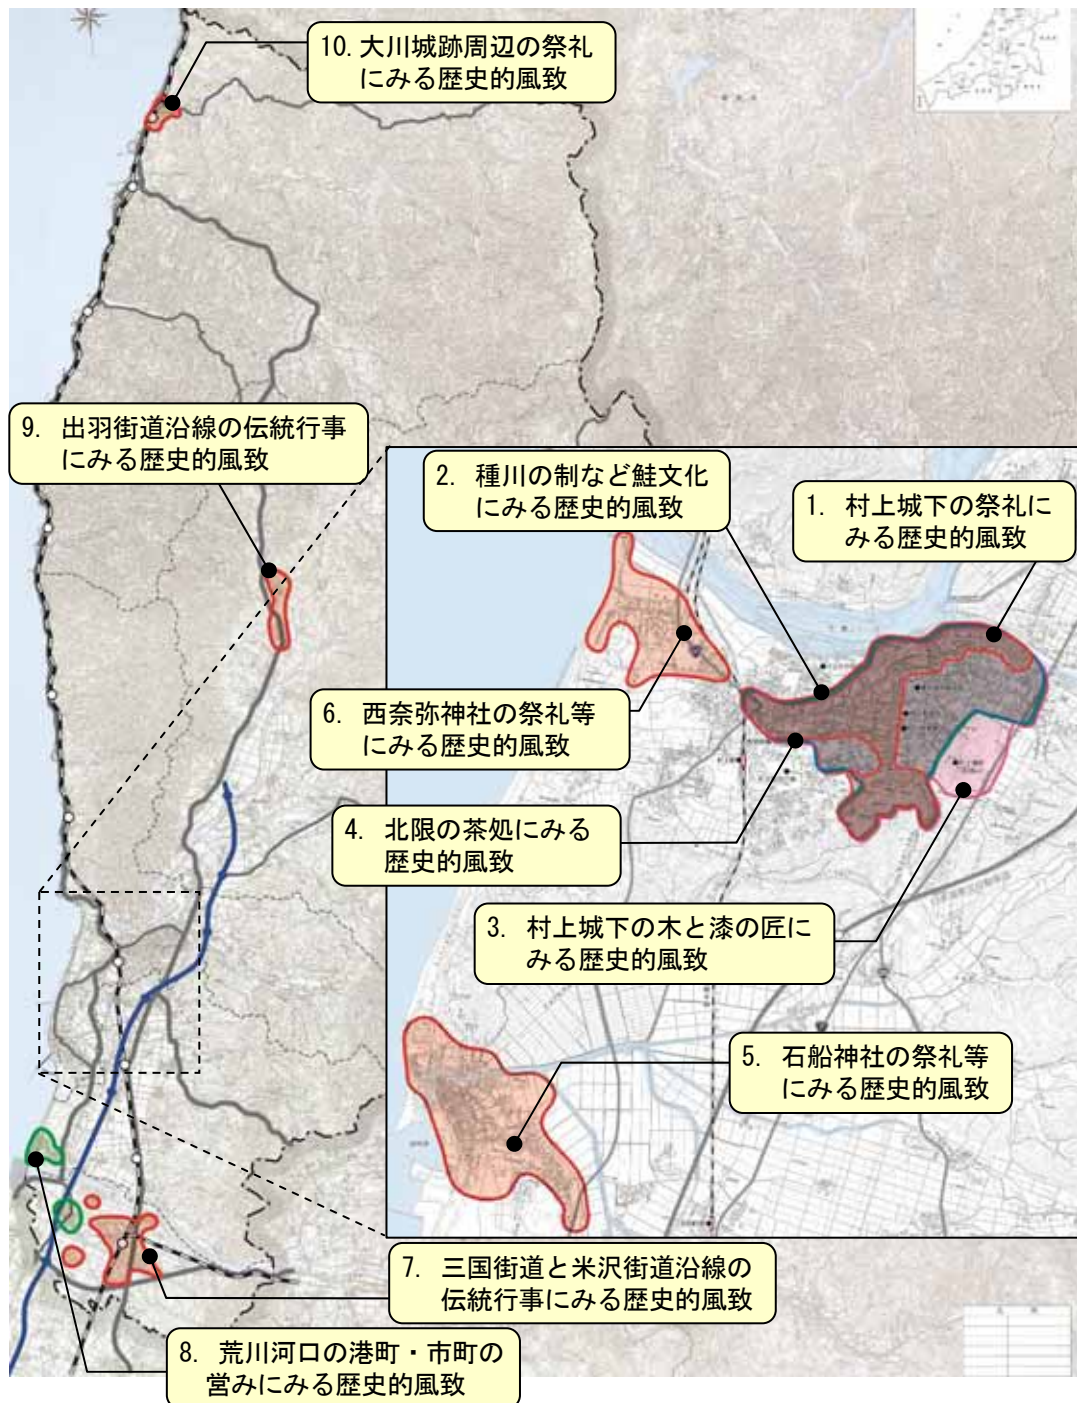 10. 大川城跡周辺の祭礼
にみる歴史的風致
9. 出羽街道沿線の伝統行事
にみる歴史的風致
2. 種川の制など鮭文化
にみる歴史的風致
1. 村上城下の祭礼に
みる歴史的風致
6. 西奈弥神社の祭礼等
にみる歴史的風致
4. 北限の茶処にみる
歴史的風致
3. 村上城下の木と漆の匠に
みる歴史的風致
5. 石船神社の祭礼等
にみる歴史的風致
7. 三国街道と米沢街道沿線の
伝統行事にみる歴史的風致
8. 荒川河口の港町・市町の
営みにみる歴史的風致